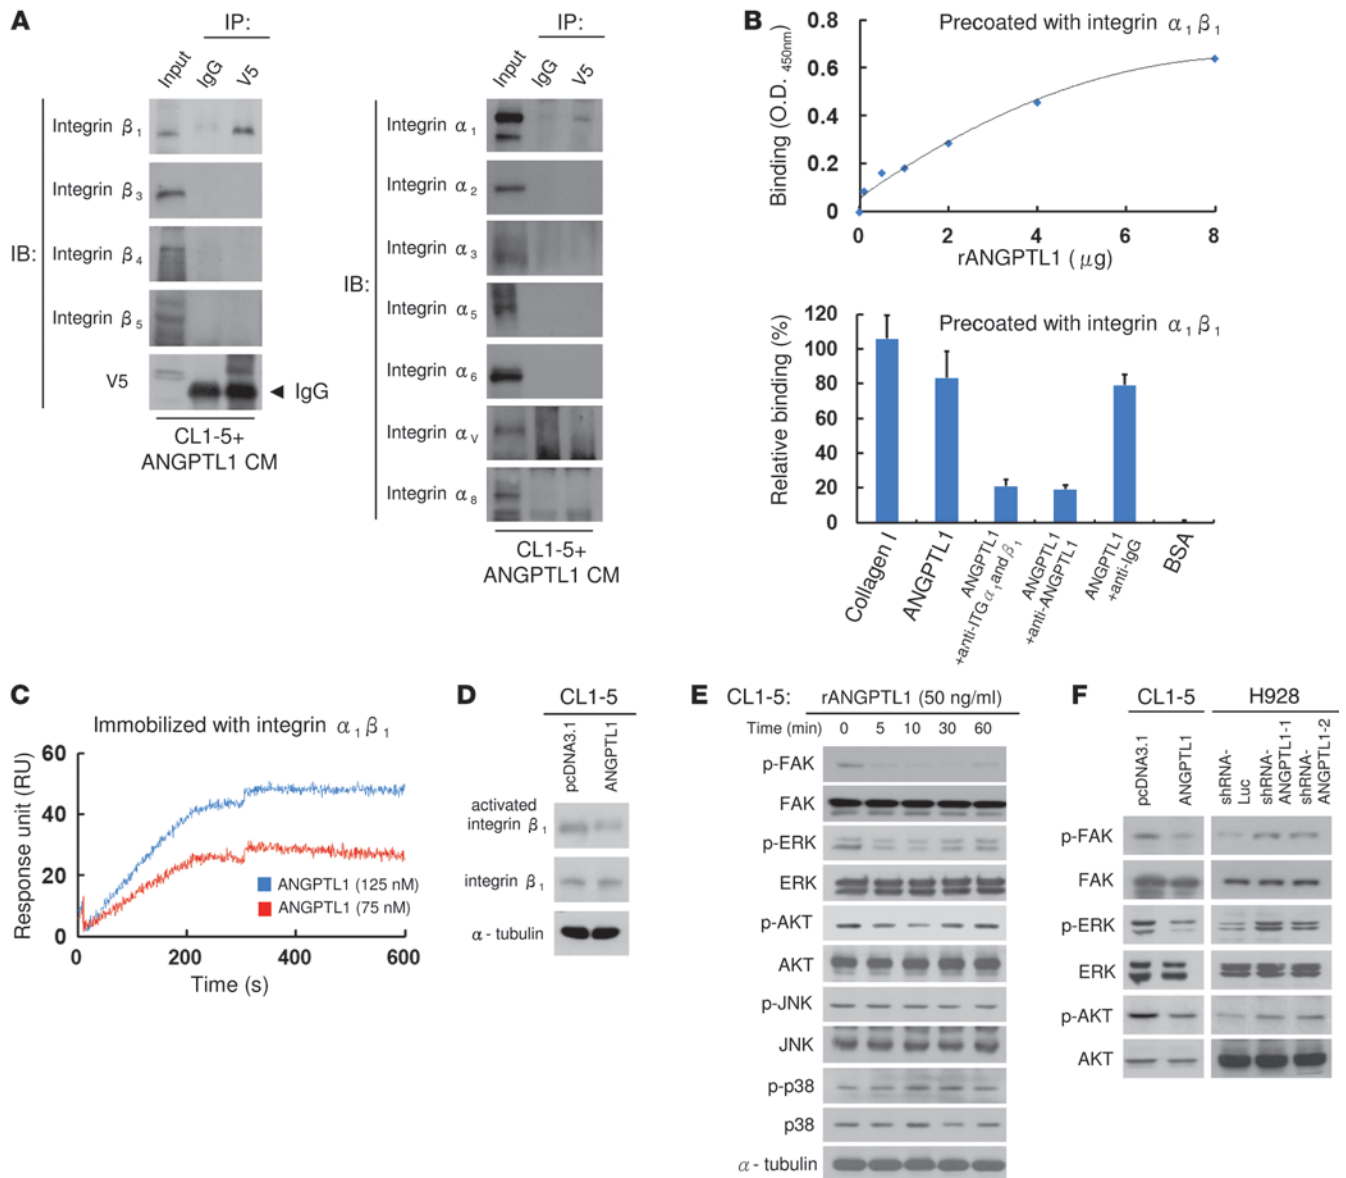 A
IP:
Input IgG V5
IB:
Integrin β1
Integrin β3
Integrin β4
Integrin β5
V5
◄ IgG
CL1-5+
ANGPTL1 CM
IP:
Input IgG V5
IB:
Integrin α1
Integrin α2
Integrin α3
Integrin α5
Integrin α6
Integrin αV
Integrin α8
CL1-5+
ANGPTL1 CM
B
Precoated with integrin α1β1
Binding (O.D. 450nm)
0.8
0.6
0.4
0.2
0
0 2 4 6 8
rANGPTL1 (μg)
Precoated with integrin α1β1
Relative binding (%)
120
100
80
60
40
20
0
Collagen I
ANGPTL1
ANGPTL1
+anti-ITG α1 and β1
ANGPTL1
+anti-ANGPTL1
ANGPTL1
+anti-IgG
BSA
C
Immobilized with integrin α1β1
Response unit (RU)
60
40
20
0
ANGPTL1 (125 nM)
ANGPTL1 (75 nM)
0 200 400 600
Time (s)
D
CL1-5
pcDNA3.1
ANGPTL1
activated
integrin β1
integrin β1
α- tubulin
E
CL1-5: rANGPTL1 (50 ng/ml)
Time (min) 0 5 10 30 60
p-FAK
FAK
p-ERK
ERK
p-AKT
AKT
p-JNK
JNK
p-p38
p38
α- tubulin
F
CL1-5 H928
pcDNA3.1
ANGPTL1
shRNA-
Luc
shRNA-
ANGPTL1-1
shRNA-
ANGPTL1-2
p-FAK
FAK
p-ERK
ERK
p-AKT
AKT